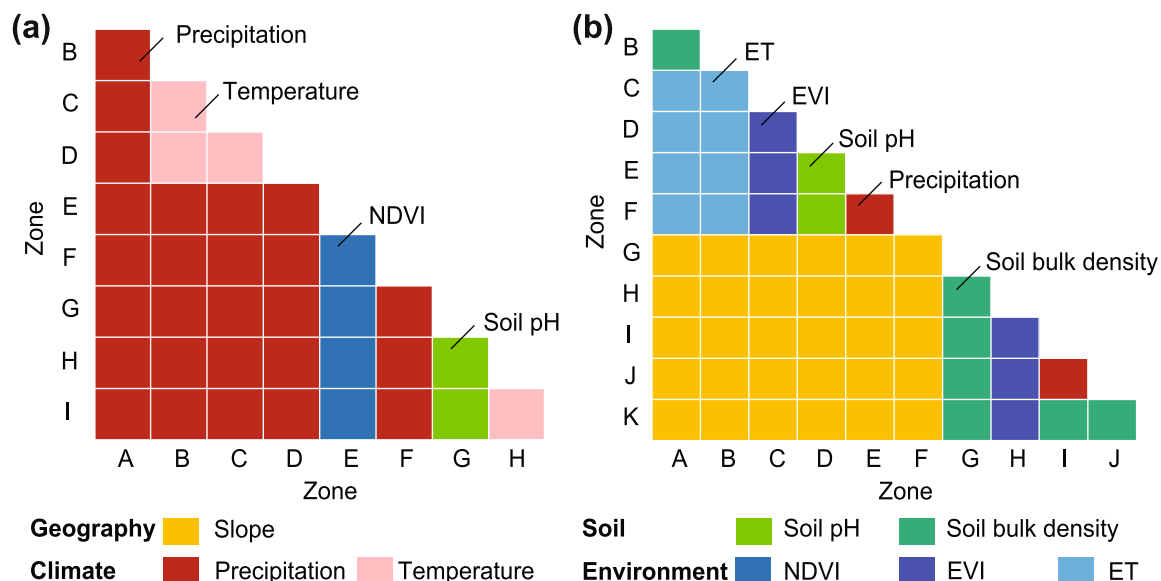 (a)
Precipitation
Temperature
NDVI
Soil pH
B
C
D
E
F
G
H
I
Zone
A B C D E F G H
Zone
(b)
ET
EVI
Soil pH
Precipitation
Soil bulk density
B
C
D
E
F
G
H
I
J
K
Zone
A B C D E F G H I J
Zone
Geography Slope
Climate Precipitation Temperature
Soil Soil pH Soil bulk density
Environment NDVI EVI ET